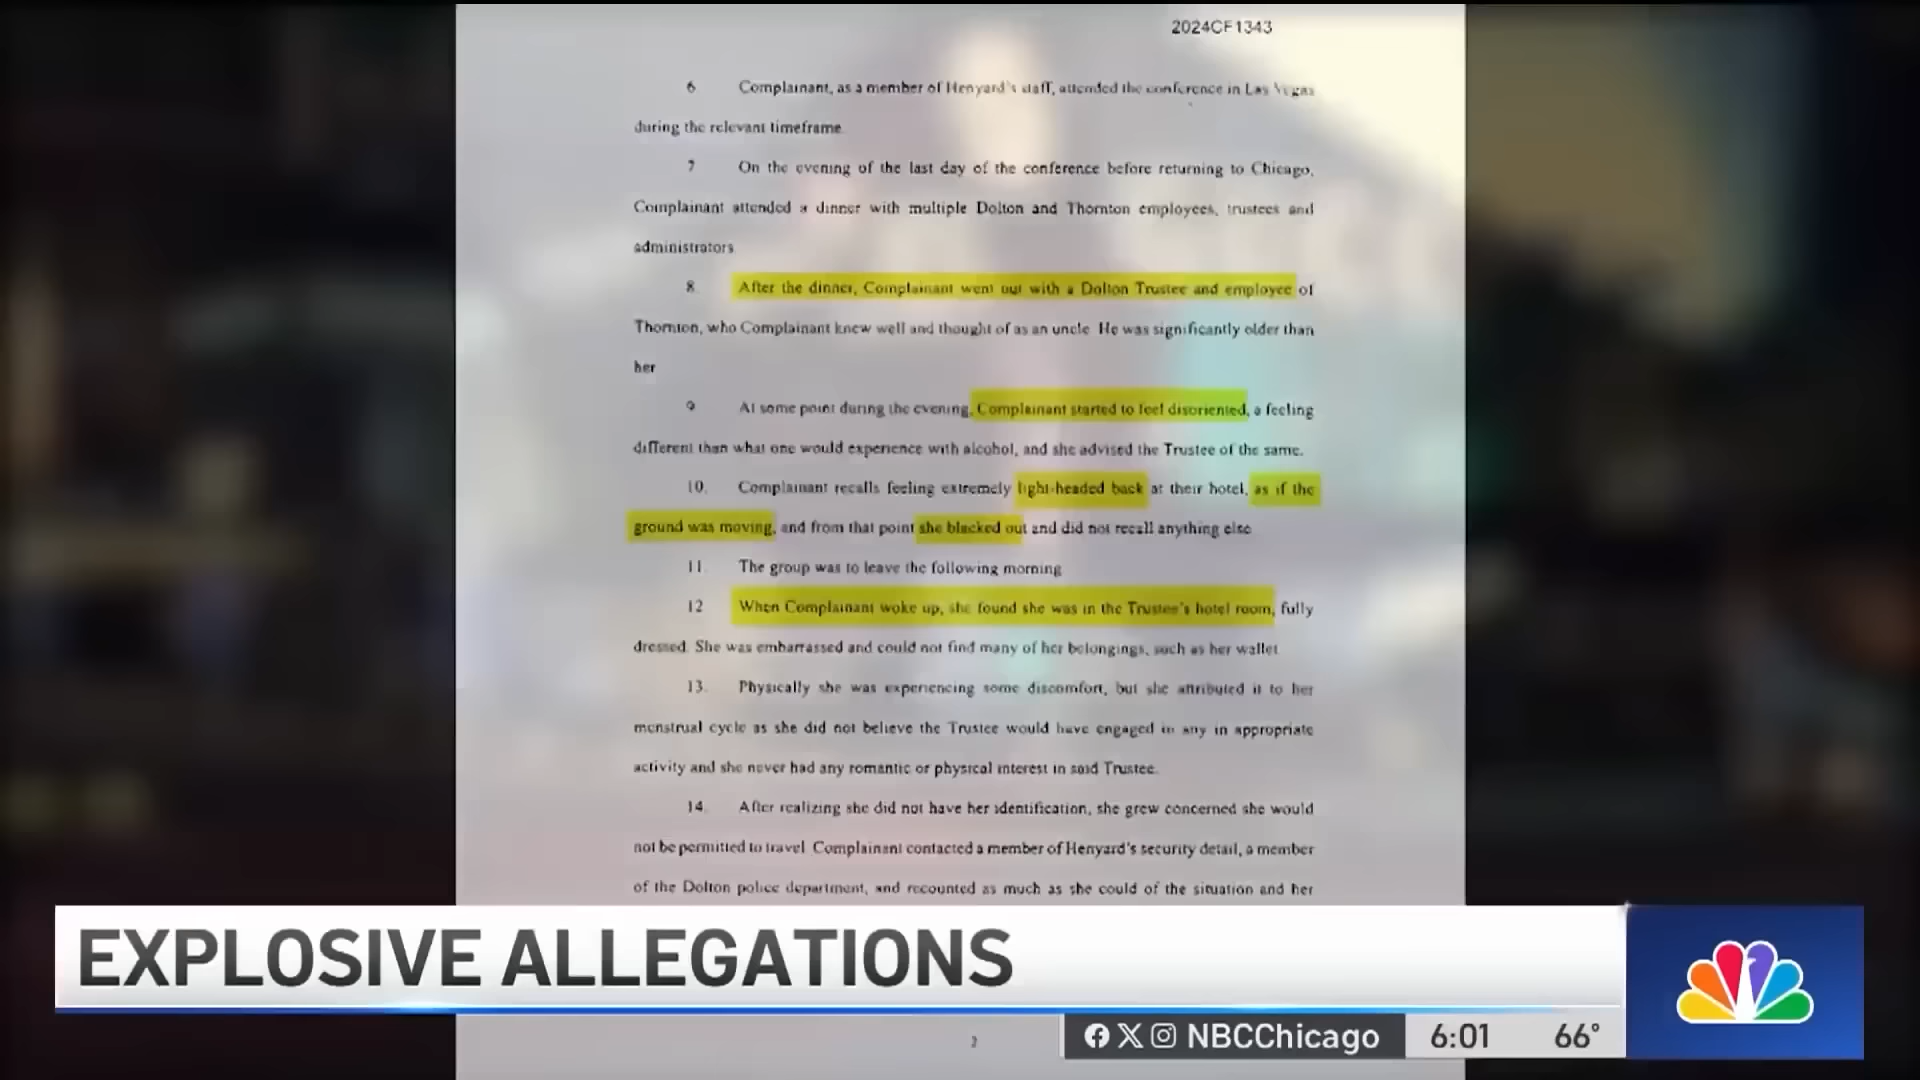 2024CF1343
6 Complainant, as a member of Henyard's staff, attended the conference in Las Vegas
during the relevant timeframe
7 On the evening of the last day of the conference before returning to Chicago,
Complainant attended a dinner with multiple Dolton and Thornton employees, trustees and
administrators
8 After the dinner, Complainant went out with a Dolton Trustee and employee of
Thornton, who Complainant knew well and thought of as an uncle He was significantly older than
her
9 At some point during the evening, Complainant started to feel disoriented, a feeling
different than what one would experience with alcohol, and she advised the Trustee of the same.
10. Complainant recalls feeling extremely light-headed back at their hotel, as if the
ground was moving, and from that point she blacked out and did not recall anything else
11. The group was to leave the following morning
12 When Complainant woke up, she found she was in the Trustee's hotel room, fully
dressed. She was embarrassed and could not find many of her belongings, such as her wallet
13. Physically she was experiencing some discomfort, but she attributed it to her
menstrual cycle as she did not believe the Trustee would have engaged in any in appropriate
activity and she never had any romantic or physical interest in said Trustee.
14. After realizing she did not have her identification, she grew concerned she would
not be permitted to travel Complainant contacted a member of Henyard's security detail, a member
of the Dolton police department, and recounted as much as she could of the situation and her
EXPLOSIVE ALLEGATIONS
NBCChicago 6:01 66°
2